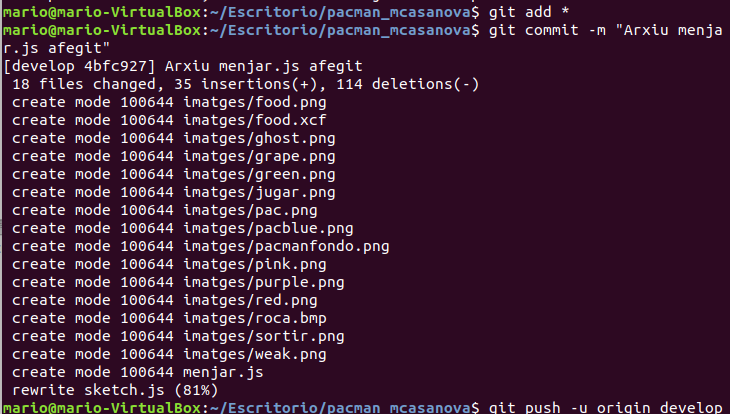 mario@mario-VirtualBox:~/Escritorio/pacman_mcasanova$ git add *
mario@mario-VirtualBox:~/Escritorio/pacman_mcasanova$ git commit -m "Arxiu menja
r.js afegit"
[develop 4bfc927] Arxiu menjar.js afegit
 18 files changed, 35 insertions(+), 114 deletions(-)
 create mode 100644 imatges/food.png
 create mode 100644 imatges/food.xcf
 create mode 100644 imatges/ghost.png
 create mode 100644 imatges/grape.png
 create mode 100644 imatges/green.png
 create mode 100644 imatges/jugar.png
 create mode 100644 imatges/pac.png
 create mode 100644 imatges/pacblue.png
 create mode 100644 imatges/pacmanfondo.png
 create mode 100644 imatges/pink.png
 create mode 100644 imatges/purple.png
 create mode 100644 imatges/red.png
 create mode 100644 imatges/roca.bmp
 create mode 100644 imatges/sortir.png
 create mode 100644 imatges/weak.png
 create mode 100644 menjar.js
 rewrite sketch.js (81%)
mario@mario-VirtualBox:~/Escritorio/pacman_mcasanova$ git push -u origin develop